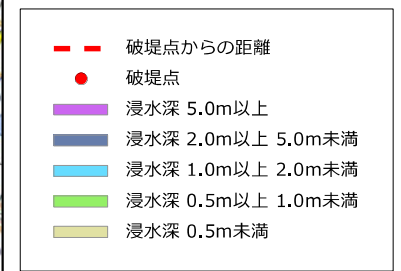 破堤点からの距離
破堤点
浸水深 5.0m以上
浸水深 2.0m以上 5.0m未満
浸水深 1.0m以上 2.0m未満
浸水深 0.5m以上 1.0m未満
浸水深 0.5m未満